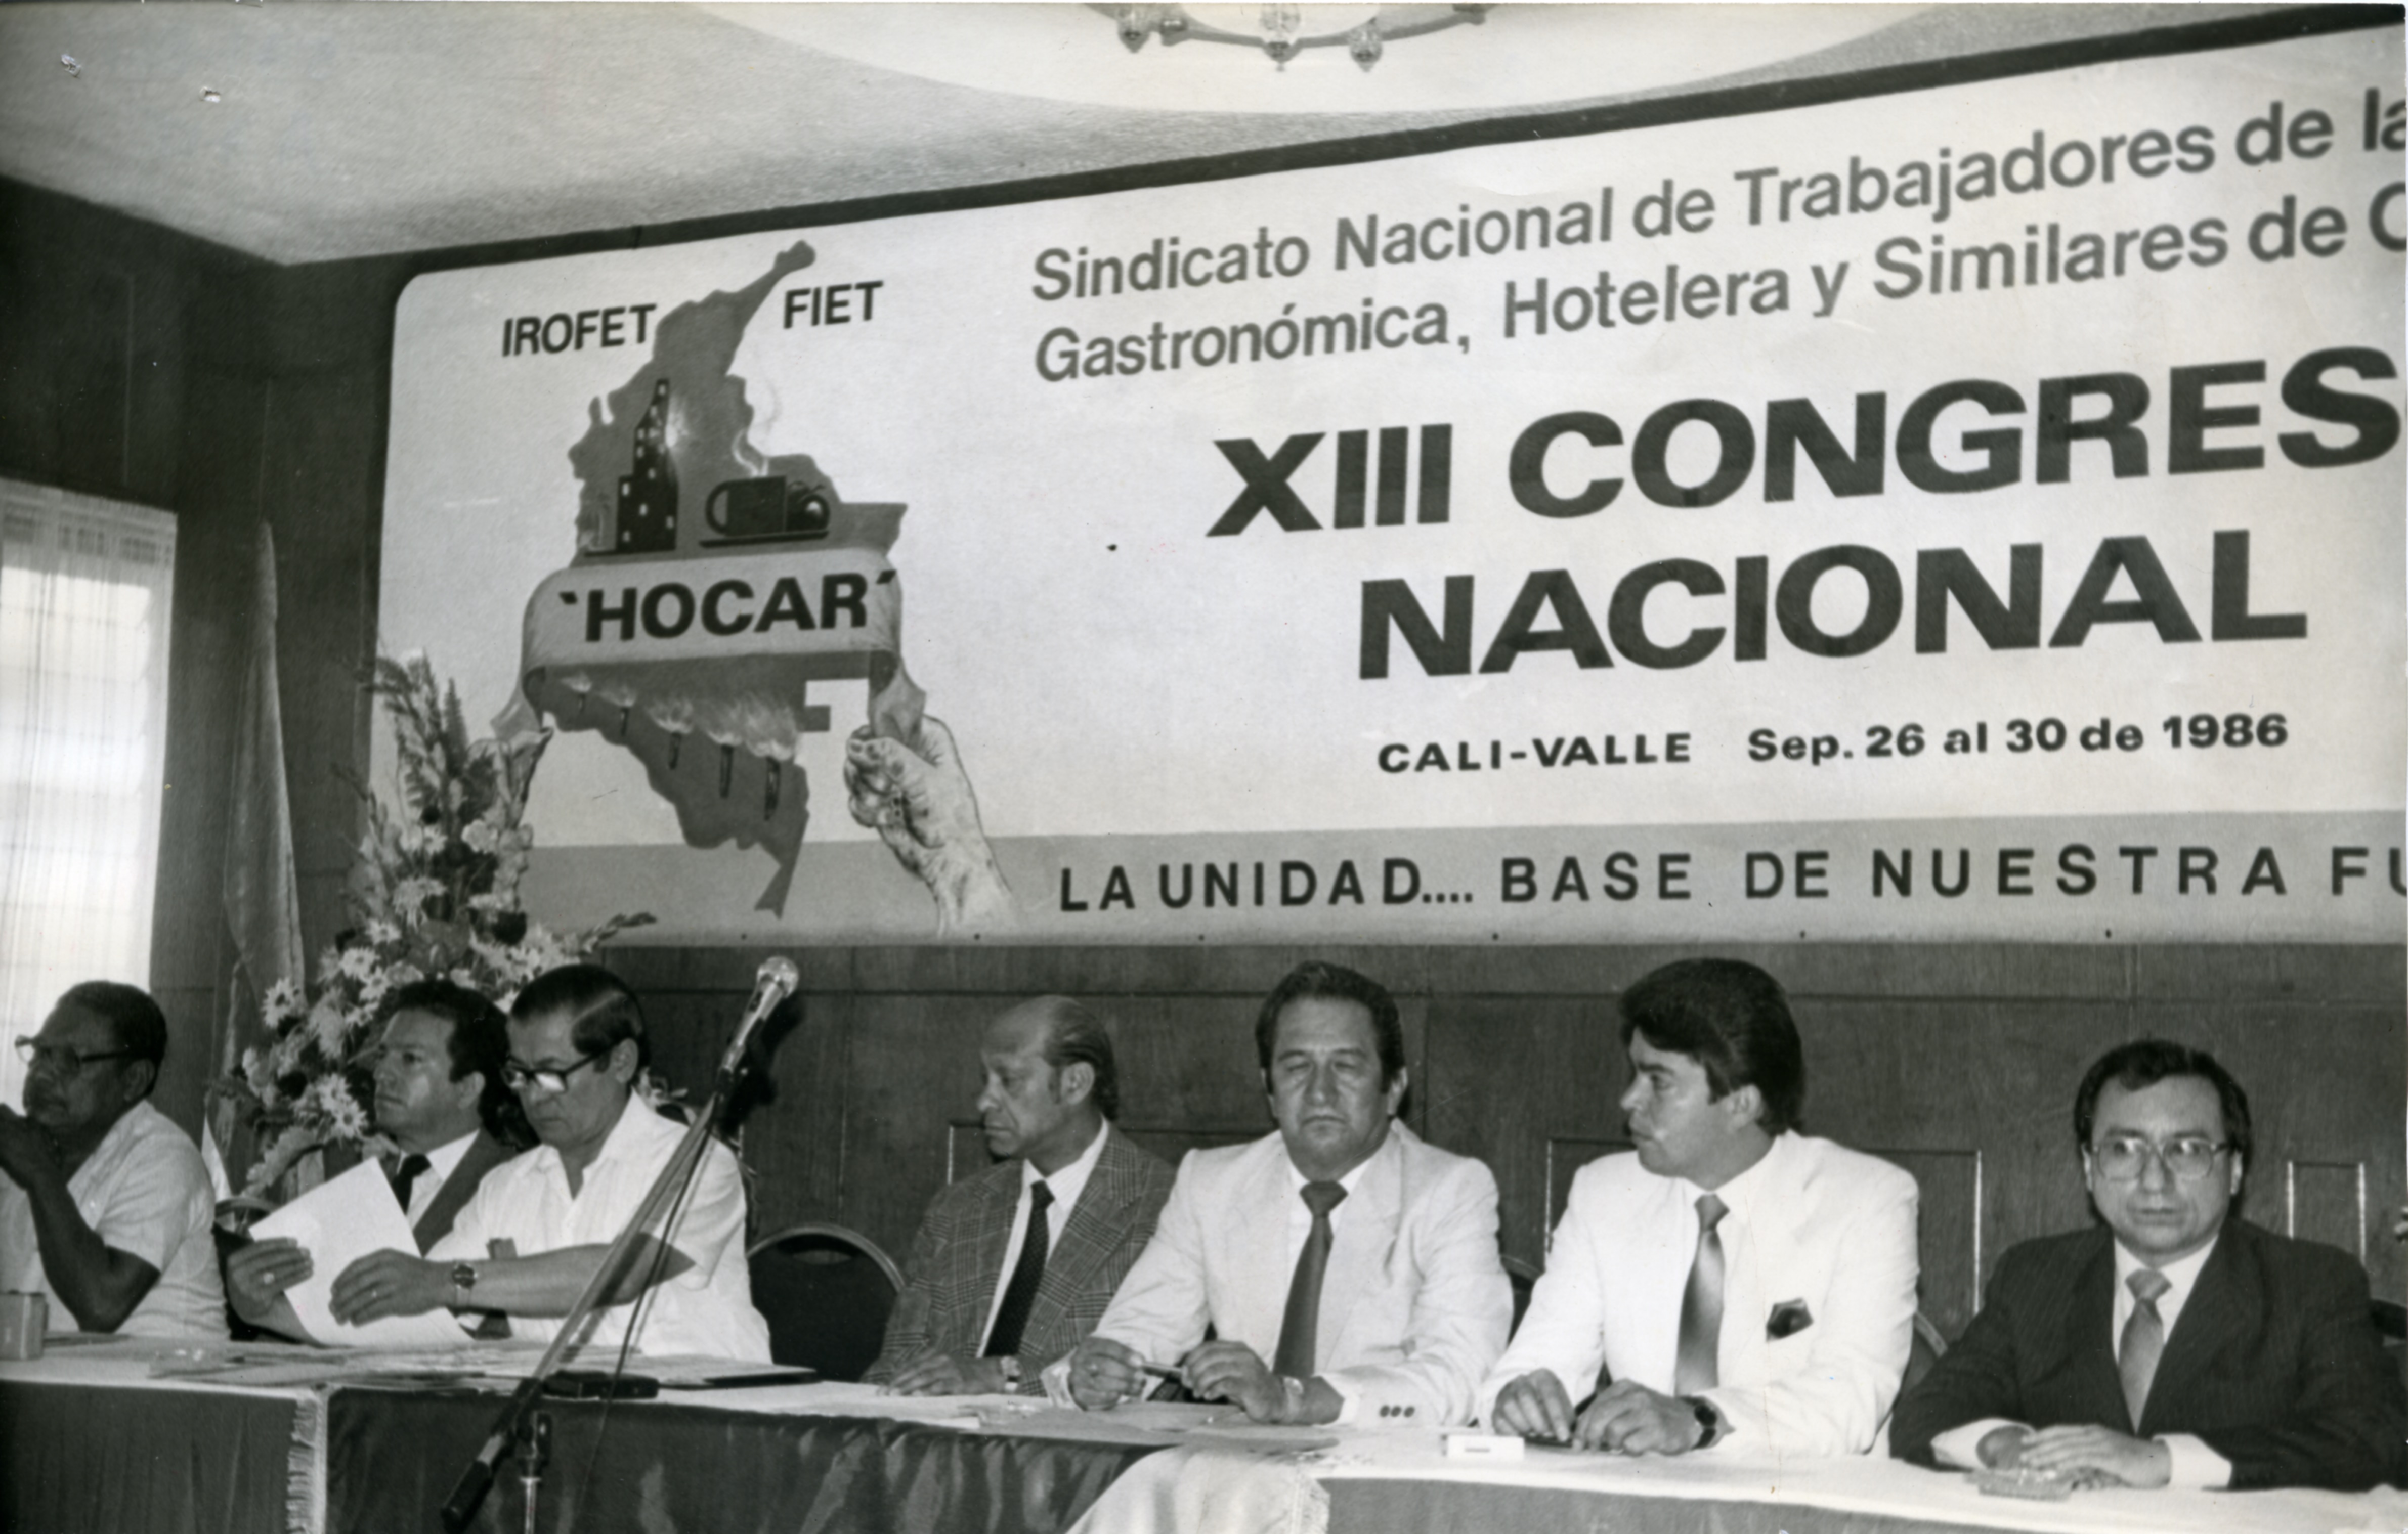 IROFET FIET
'HOCAR'
Sindicato Nacional de Trabajadores de la
Gastronómica, Hotelera y Similares de C
XIII CONGRES
NACIONAL
CALI-VALLE Sep. 26 al 30 de 1986
LA UNIDAD.... BASE DE NUESTRA FU